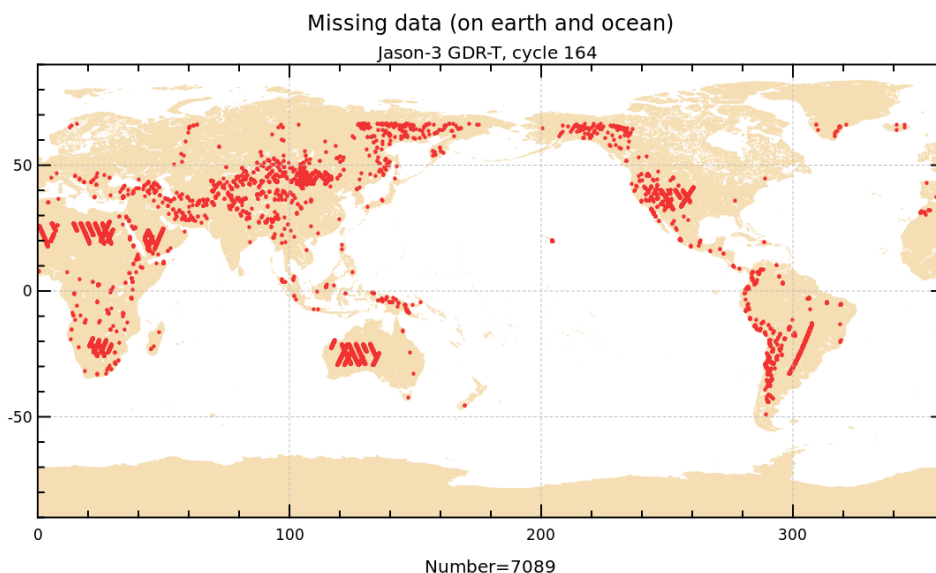 Missing data (on earth and ocean)
Jason-3 GDR-T, cycle 164
50
0
-50
0 100 200 300
Number=7089